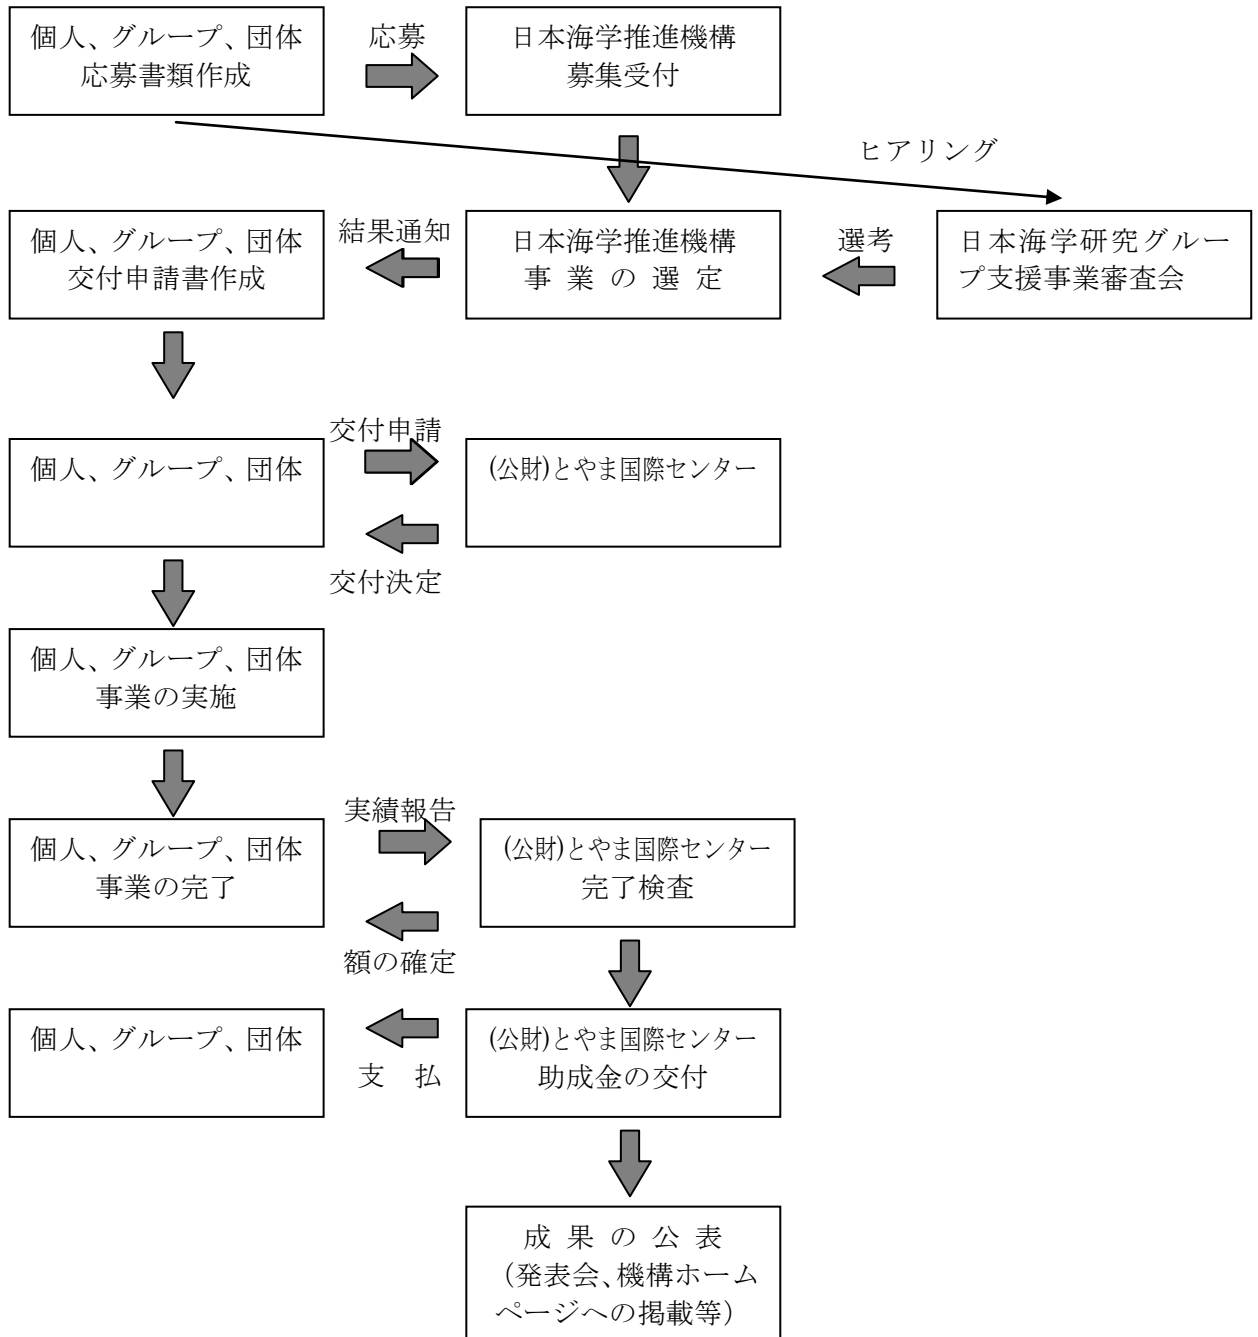 個人、グループ、団体
応募書類作成
応募
日本海学推進機構
募集受付
ヒアリング
個人、グループ、団体
交付申請書作成
結果通知
日本海学推進機構
事 業 の 選 定
選考
日本海学研究グルー
プ支援事業審査会
個人、グループ、団体
交付申請
(公財)とやま国際センター
交付決定
個人、グループ、団体
事業の実施
個人、グループ、団体
事業の完了
実績報告
(公財)とやま国際センター
完了検査
額の確定
個人、グループ、団体
支　払
(公財)とやま国際センター
助成金の交付
成 果 の 公 表
（発表会、機構ホーム
ページへの掲載等）